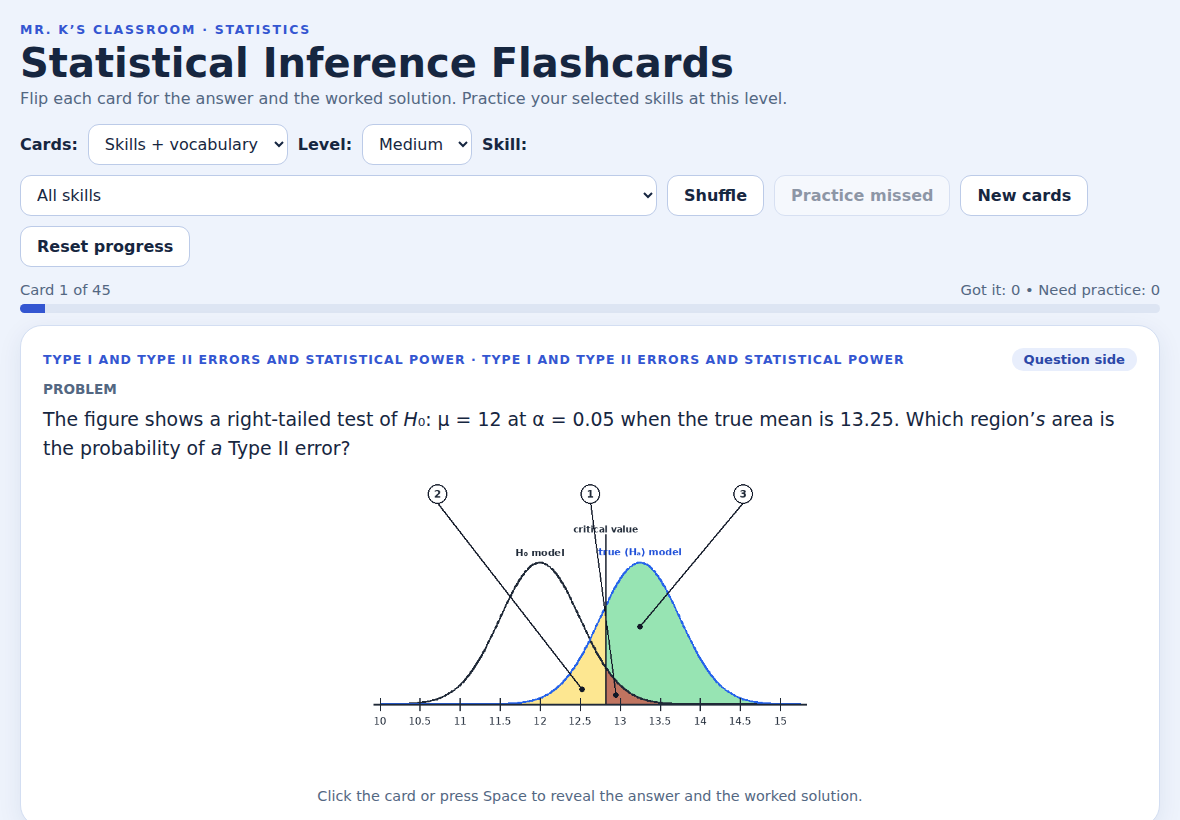 MR. K’S CLASSROOM · STATISTICS
Statistical Inference Flashcards
Flip each card for the answer and the worked solution. Practice your selected skills at this level.
Cards: Skills + vocabulary Level: Medium Skill:
All skills Shuffle Practice missed New cards
Reset progress
Card 1 of 45 Got it: 0 • Need practice: 0
TYPE I AND TYPE II ERRORS AND STATISTICAL POWER · TYPE I AND TYPE II ERRORS AND STATISTICAL POWER Question side
PROBLEM
The figure shows a right-tailed test of H₀: μ = 12 at α = 0.05 when the true mean is 13.25. Which region’s area is
the probability of a Type II error?
2 1 3
critical value
H₀ model true (Hₐ) model
10 10.5 11 11.5 12 12.5 13 13.5 14 14.5 15
Click the card or press Space to reveal the answer and the worked solution.